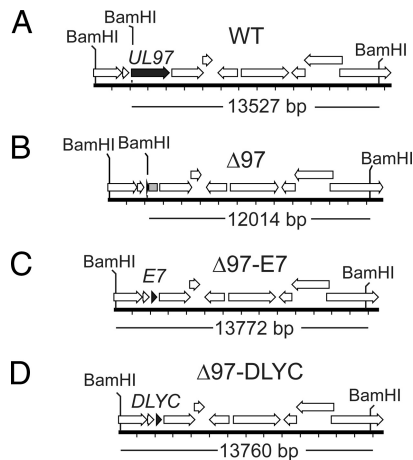 A
WT
BamHI
BamHI
BamHI
UL97
13527 bp
B
Δ97
BamHI
BamHI
BamHI
12014 bp
C
Δ97-E7
BamHI
E7
BamHI
13772 bp
D
Δ97-DLYC
BamHI
DLYC
BamHI
13760 bp